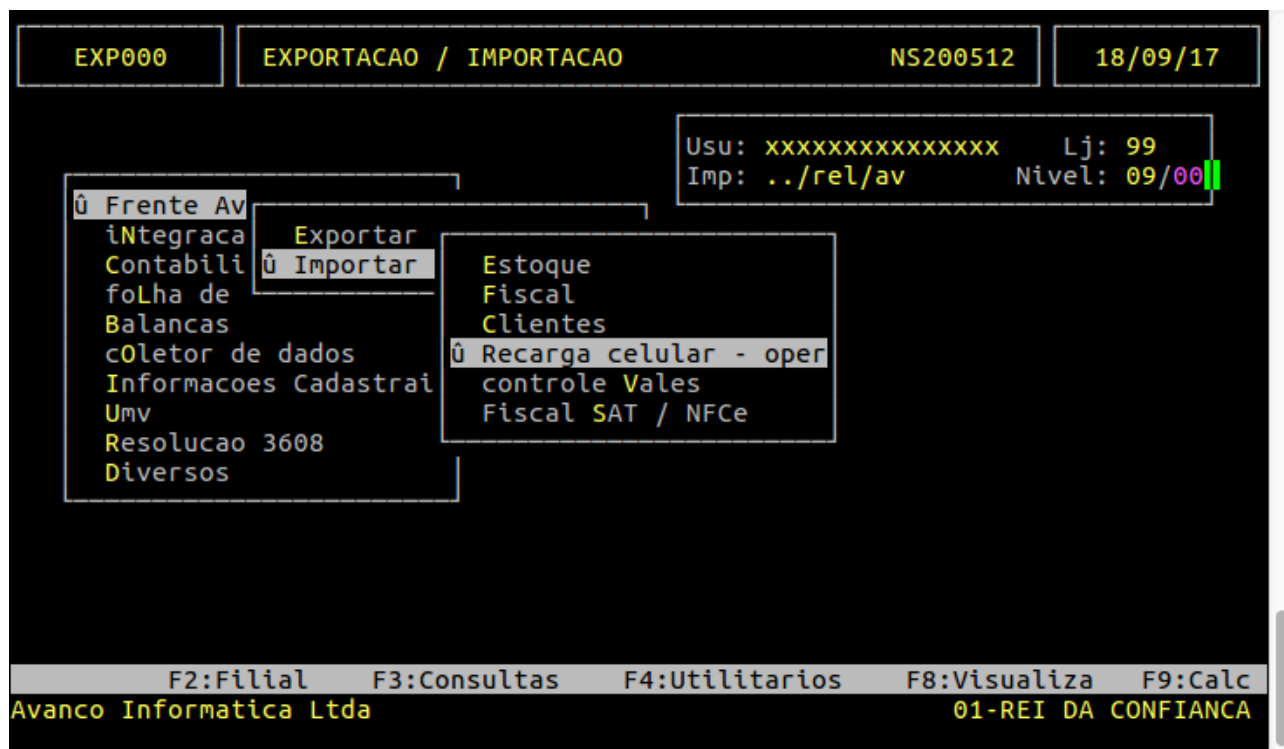 EXP000 EXPORTACAO / IMPORTACAO NS200512 18/09/17
Usu: xxxxxxxxxxxxxxx Lj: 99
Imp: ../rel/av Nivel: 09/00
û Frente Av
iNtegraca Exportar
Contabili û Importar Estoque
foLha de Fiscal
Balancas Clientes
cOletor de dados û Recarga celular - oper
Informacoes Cadastrai controle Vales
Umv Fiscal SAT / NFCe
Resolucao 3608
Diversos
F2:Filial F3:Consultas F4:Utilitarios F8:Visualiza F9:Calc
Avanco Informatica Ltda 01-REI DA CONFIANCA